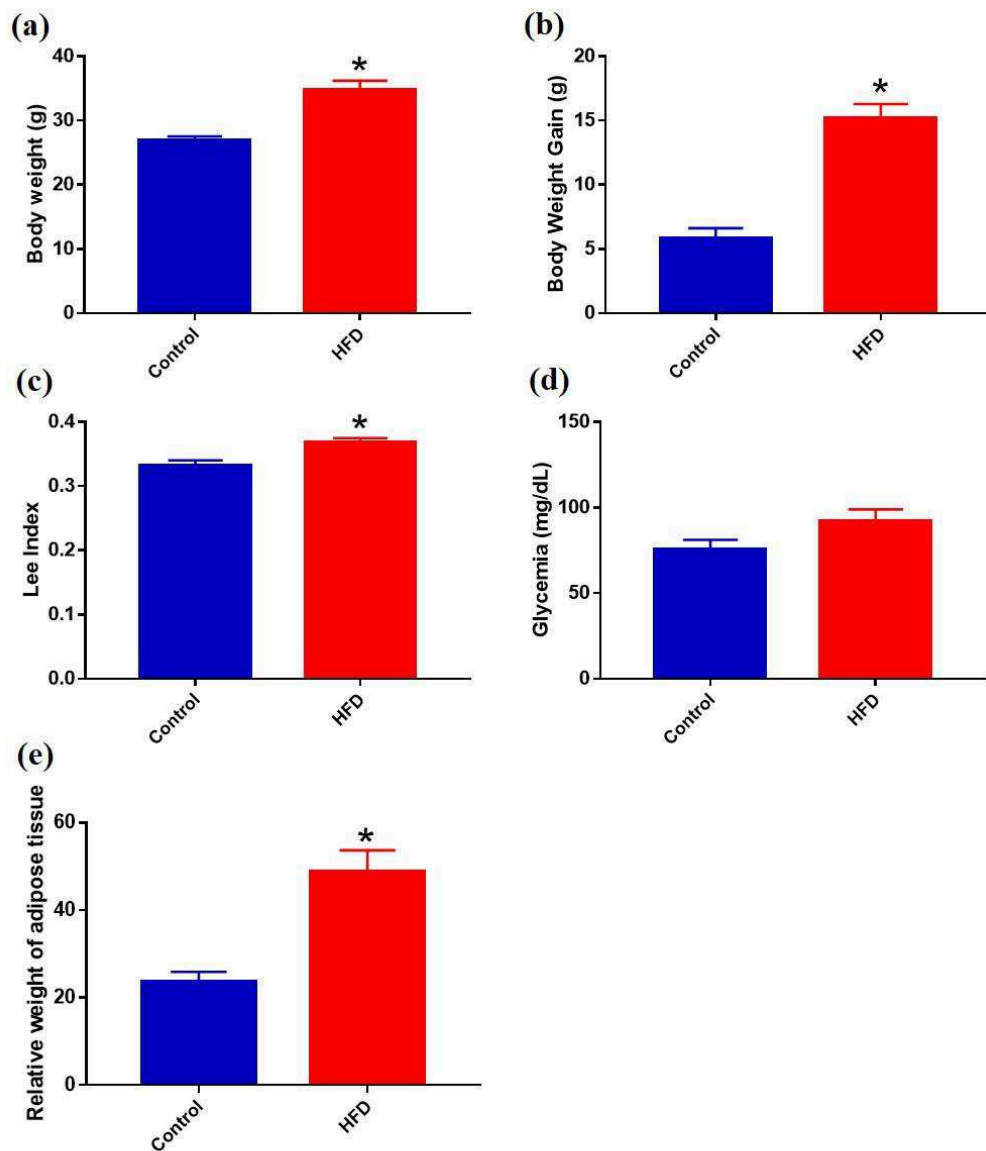 (a)
Body weight (g)
40
30
20
10
0
*
Control
HFD
(b)
Body Weight Gain (g)
20
15
10
5
0
*
Control
HFD
(c)
Lee Index
0.4
0.3
0.2
0.1
0.0
*
Control
HFD
(d)
Glycemia (mg/dL)
150
100
50
0
Control
HFD
(e)
Relative weight of adipose tissue
60
40
20
0
*
Control
HFD